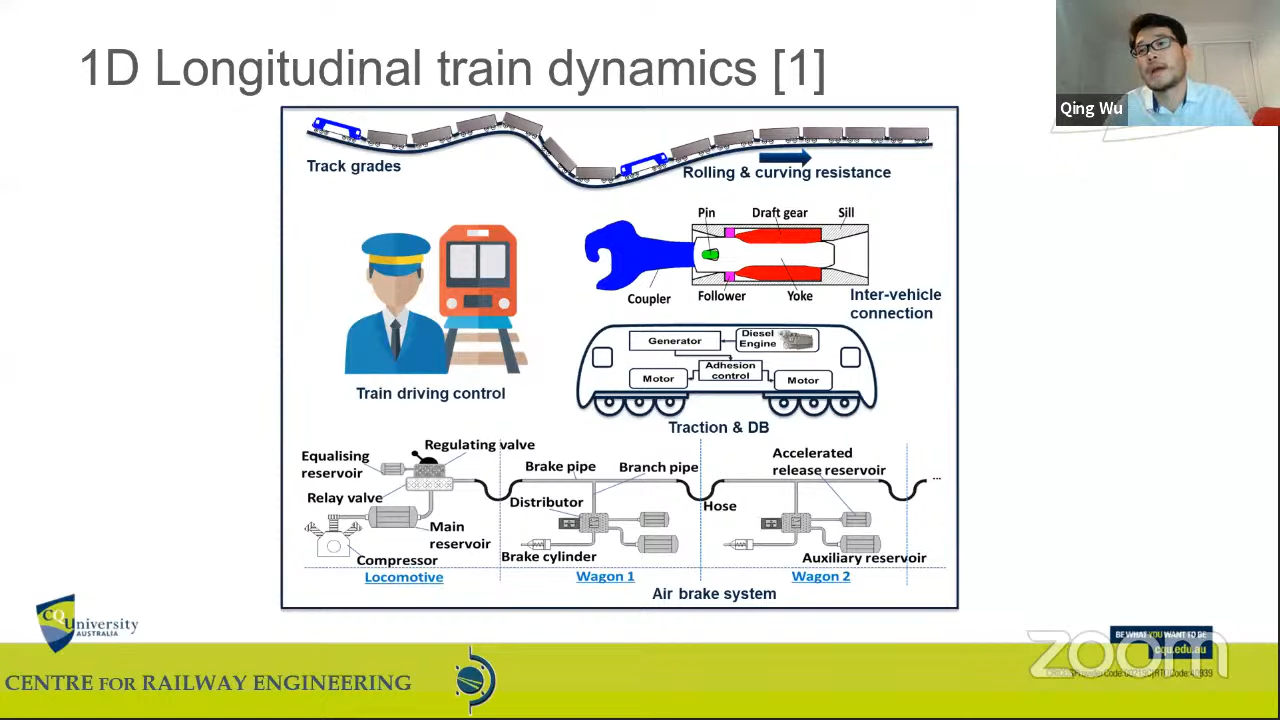 1D Longitudinal train dynamics [1]
Qing Wu
Track grades
Rolling & curving resistance
Pin
Draft gear
Sill
Coupler
Follower
Yoke
Inter-vehicle
connection
Train driving control
Generator
Diesel
Engine
Adhesion
control
Motor
Motor
Traction & DB
Equalising
reservoir
Regulating valve
Relay valve
Main
reservoir
Compressor
Locomotive
Brake pipe
Branch pipe
Distributor
Hose
Brake cylinder
Wagon 1
Accelerated
release reservoir
...
Auxiliary reservoir
Wagon 2
Air brake system
CQUniversity
AUSTRALIA
CENTRE FOR RAILWAY ENGINEERING
BE WHAT YOU WANT TO BE
cqu.edu.au
zoom